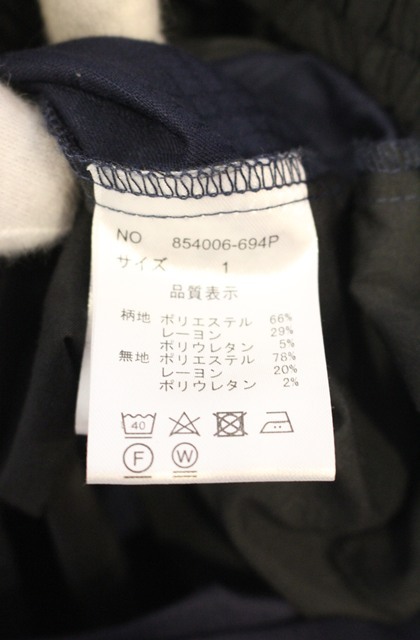 NO 854006-694P
サイズ 1
品質表示
柄地 ポリエステル 66%
レーヨン 29%
ポリウレタン 5%
無地 ポリエステル 78%
レーヨン 20%
ポリウレタン 2%
40
F W